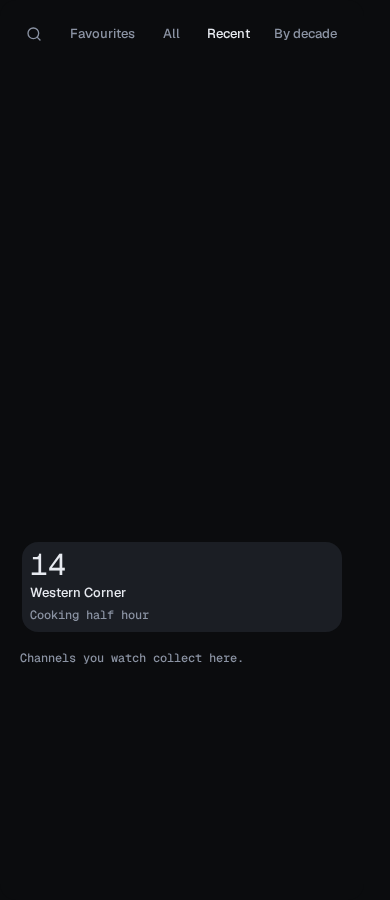 Favourites All Recent By decade
14
Western Corner
Cooking half hour
Channels you watch collect here.